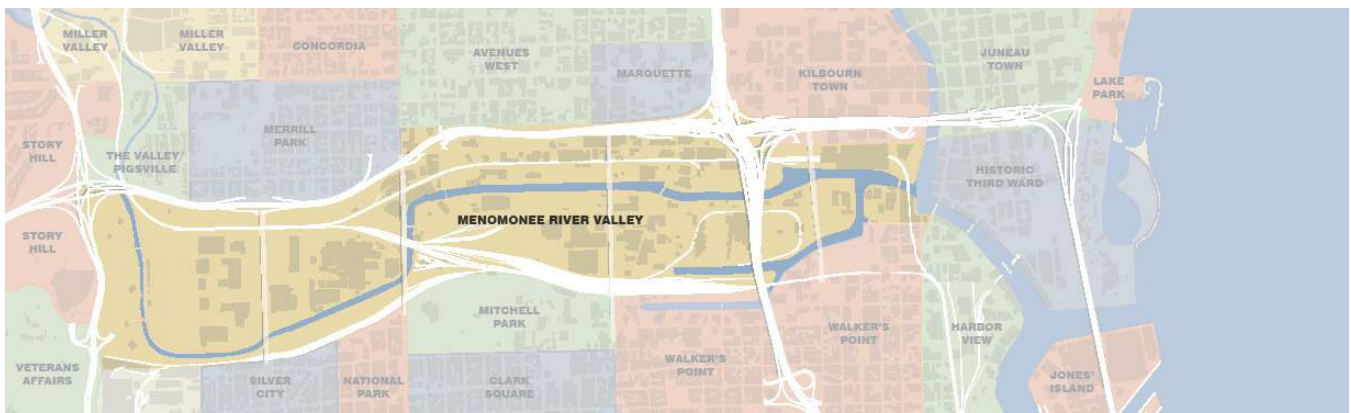 MILLER
VALLEY
MILLER
VALLEY
CONCORDIA
AVENUES
WEST
MARQUETTE
KILBOURN
TOWN
JUNEAU
TOWN
LAKE
PARK
STORY
HILL
THE VALLEY/
PIGSVILLE
MERRILL
PARK
HISTORIC
THIRD WARD
MENOMONEE RIVER VALLEY
STORY
HILL
MITCHELL
PARK
WALKER'S
POINT
HARBOR
VIEW
VETERANS
AFFAIRS
SILVER
CITY
NATIONAL
PARK
CLARK
SQUARE
WALKER'S
POINT
JONES'
ISLAND